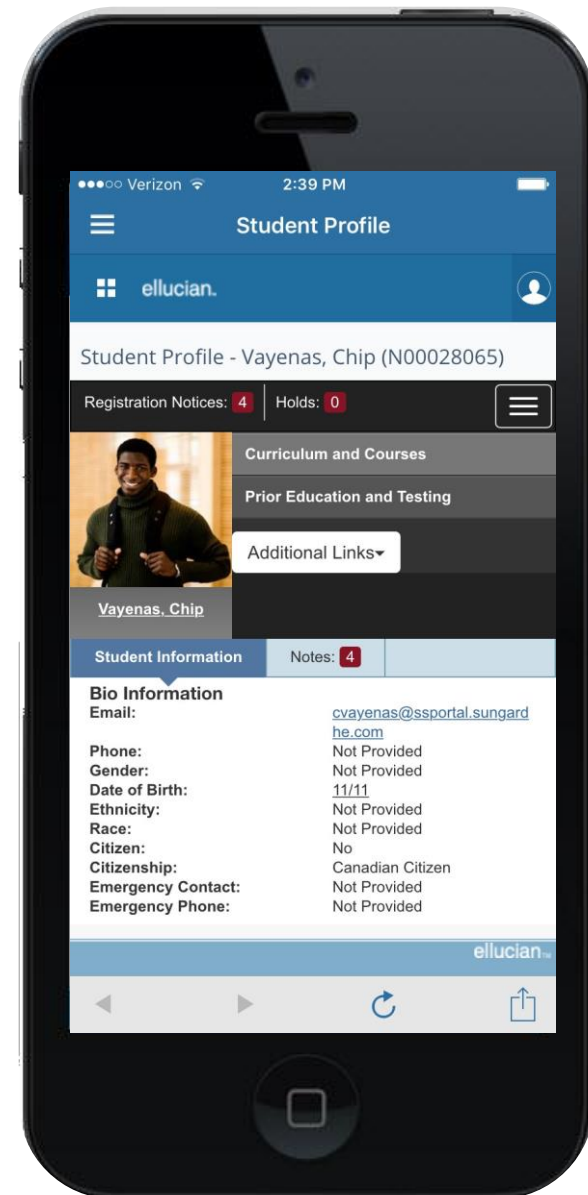 ●●●○○ Verizon 2:39 PM
Student Profile
ellucian™
Student Profile - Vayenas, Chip (N00028065)
Registration Notices: 4 Holds: 0
Curriculum and Courses
Prior Education and Testing
Additional Links
Vayenas, Chip
Student Information Notes: 4
Bio Information
Email: cvayenas@ssportal.sungard
he.com
Phone: Not Provided
Gender: Not Provided
Date of Birth: 11/11
Ethnicity: Not Provided
Race: Not Provided
Citizen: No
Citizenship: Canadian Citizen
Emergency Contact: Not Provided
Emergency Phone: Not Provided
ellucian™